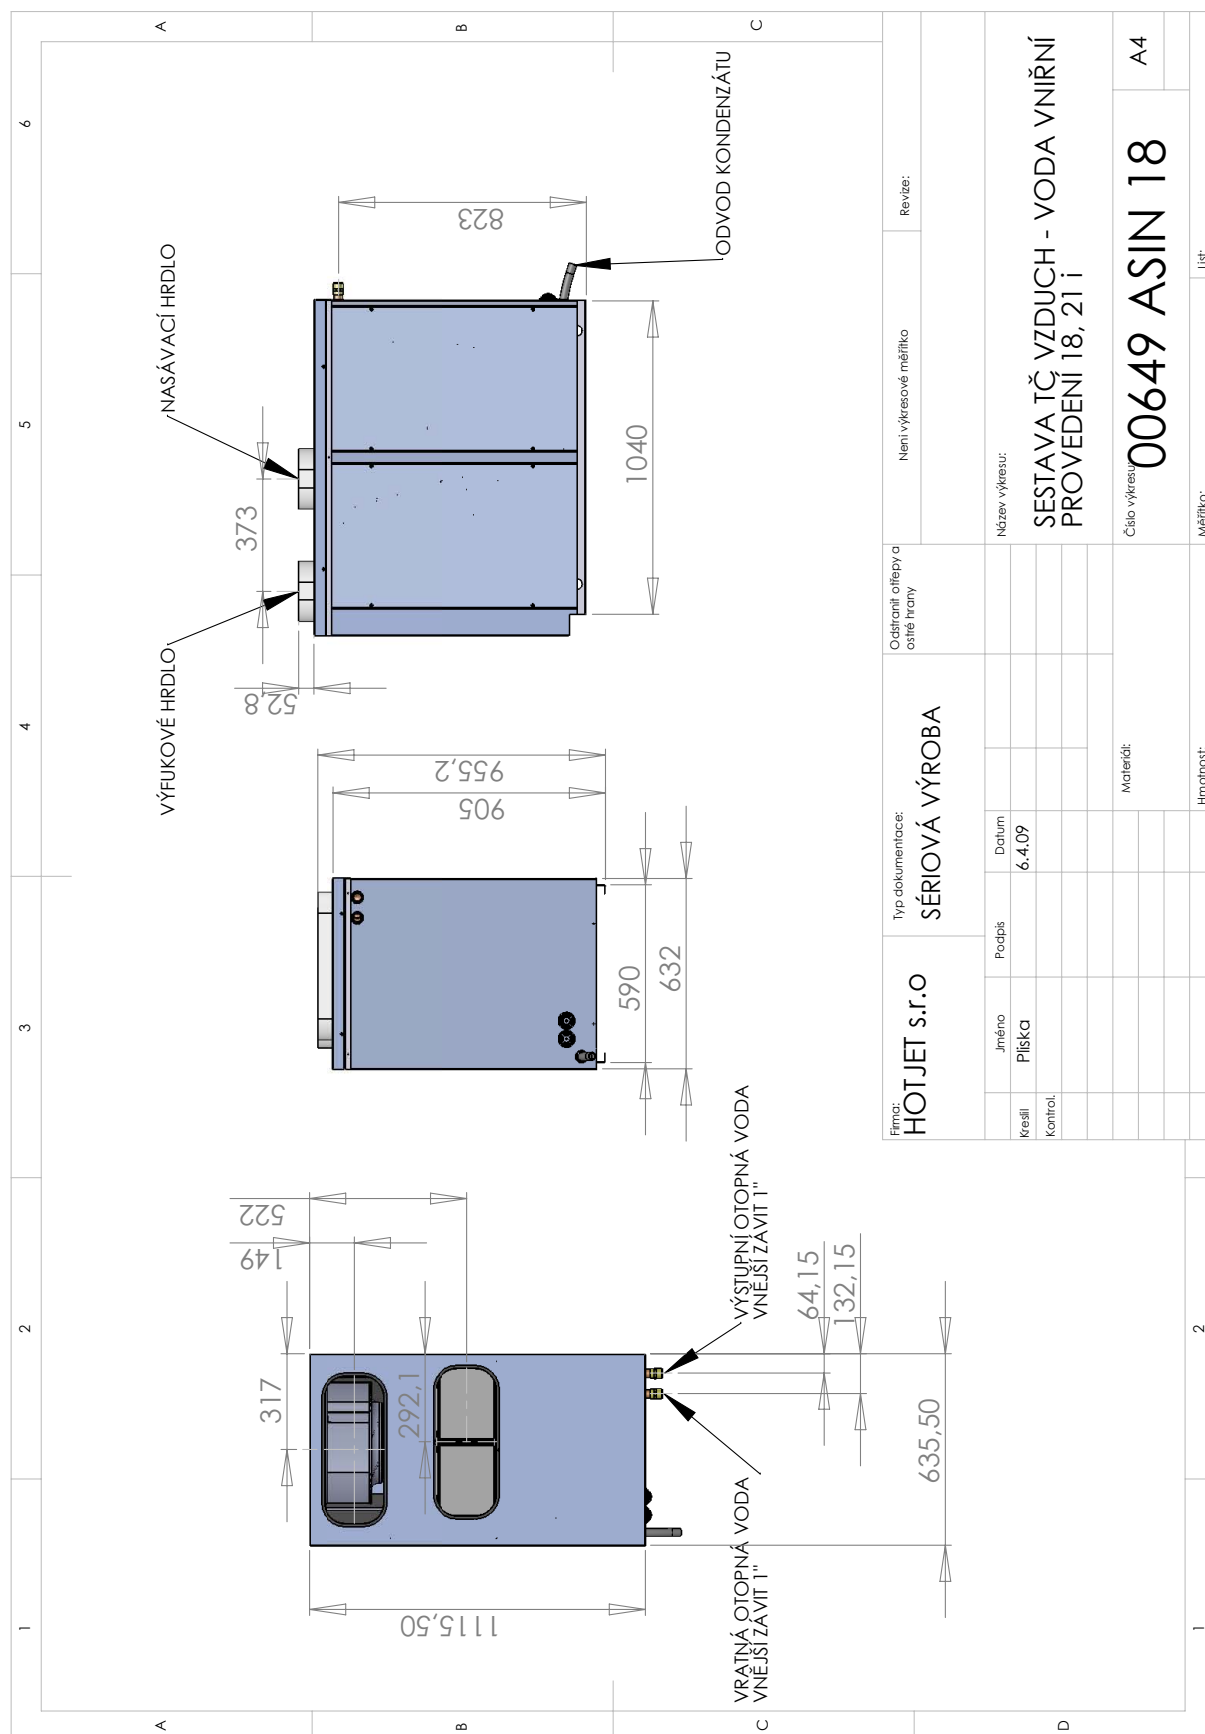 6
5
4
3
2
1
A
B
C
A
B
C
D
2
1
VÝFUKOVÉ HRDLO
NASÁVACÍ HRDLO
ODVOD KONDENZÁTU
373
52,8
823
1040
955,2
905
590
632
522
149
317
292,1
1115,50
64,15
132,15
635,50
VÝSTUPNÍ OTOPNÁ VODA
VNĚJŠÍ ZÁVIT 1"
VRATNÁ OTOPNÁ VODA
VNĚJŠÍ ZÁVIT 1"
Firma:
HOTJET s.r.o
Typ dokumentace:
SÉRIOVÁ VÝROBA
Odstranit otřepy a
ostré hrany
Není výkresové měřítko
Revize:
Jméno
Podpis
Datum
Kreslil
Pliska
6.4.09
Kontrol.
Název výkresu:
SESTAVA TČ VZDUCH - VODA VNIŘNÍ
PROVEDENÍ 18, 21 i
Materiál:
Číslo výkresu:
00649 ASIN 18
A4
Hmotnost:
Měřítko:
List: